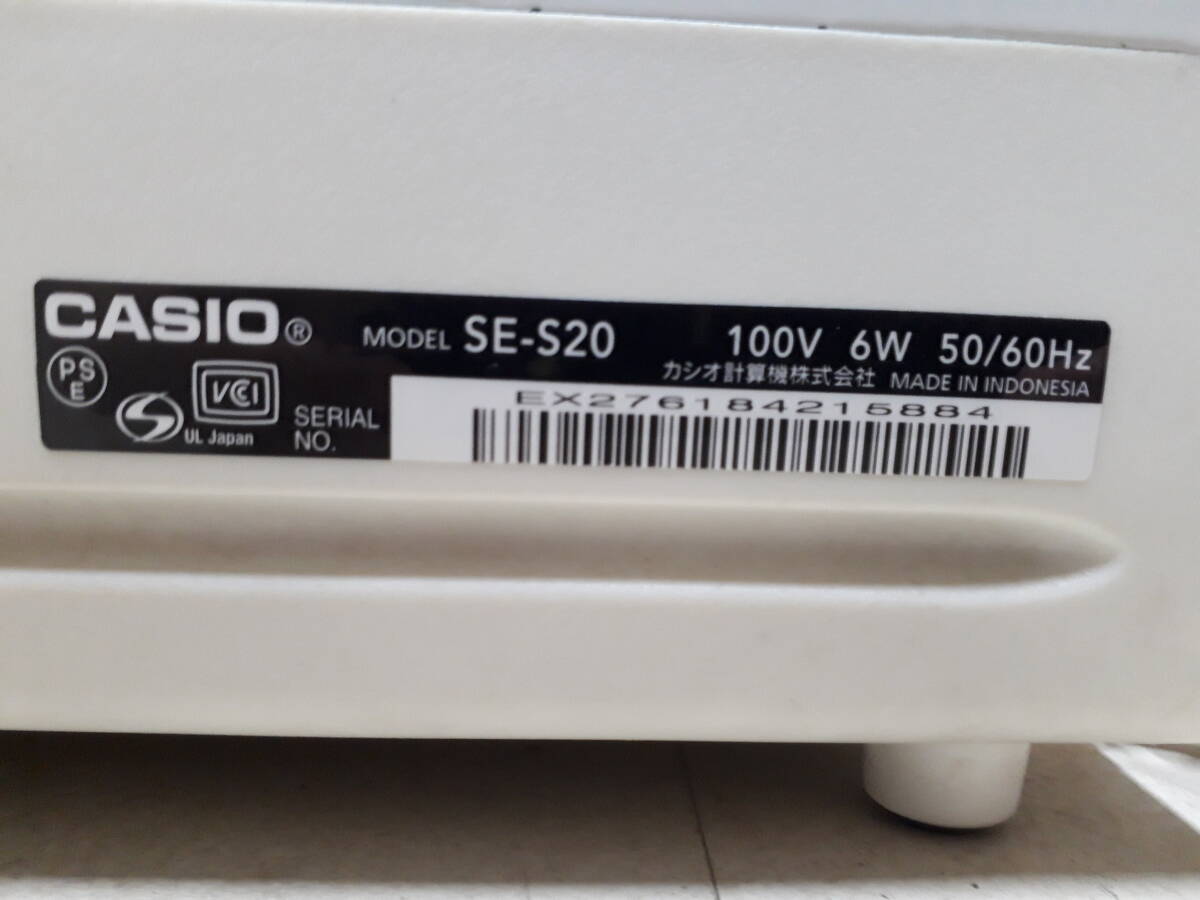 CASIO® MODEL SE-S20 100V 6W 50/60Hz
カシオ計算機株式会社 MADE IN INDONESIA
PS
E
VCI
UL Japan
SERIAL
NO.
EX276184215884